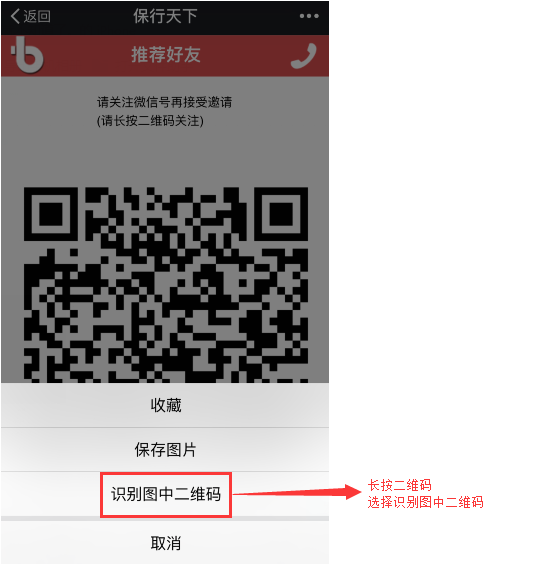 返回
保行天下
推荐好友
请关注微信号再接受邀请
(请长按二维码关注)
收藏
保存图片
识别图中二维码
长按二维码
选择识别图中二维码
取消